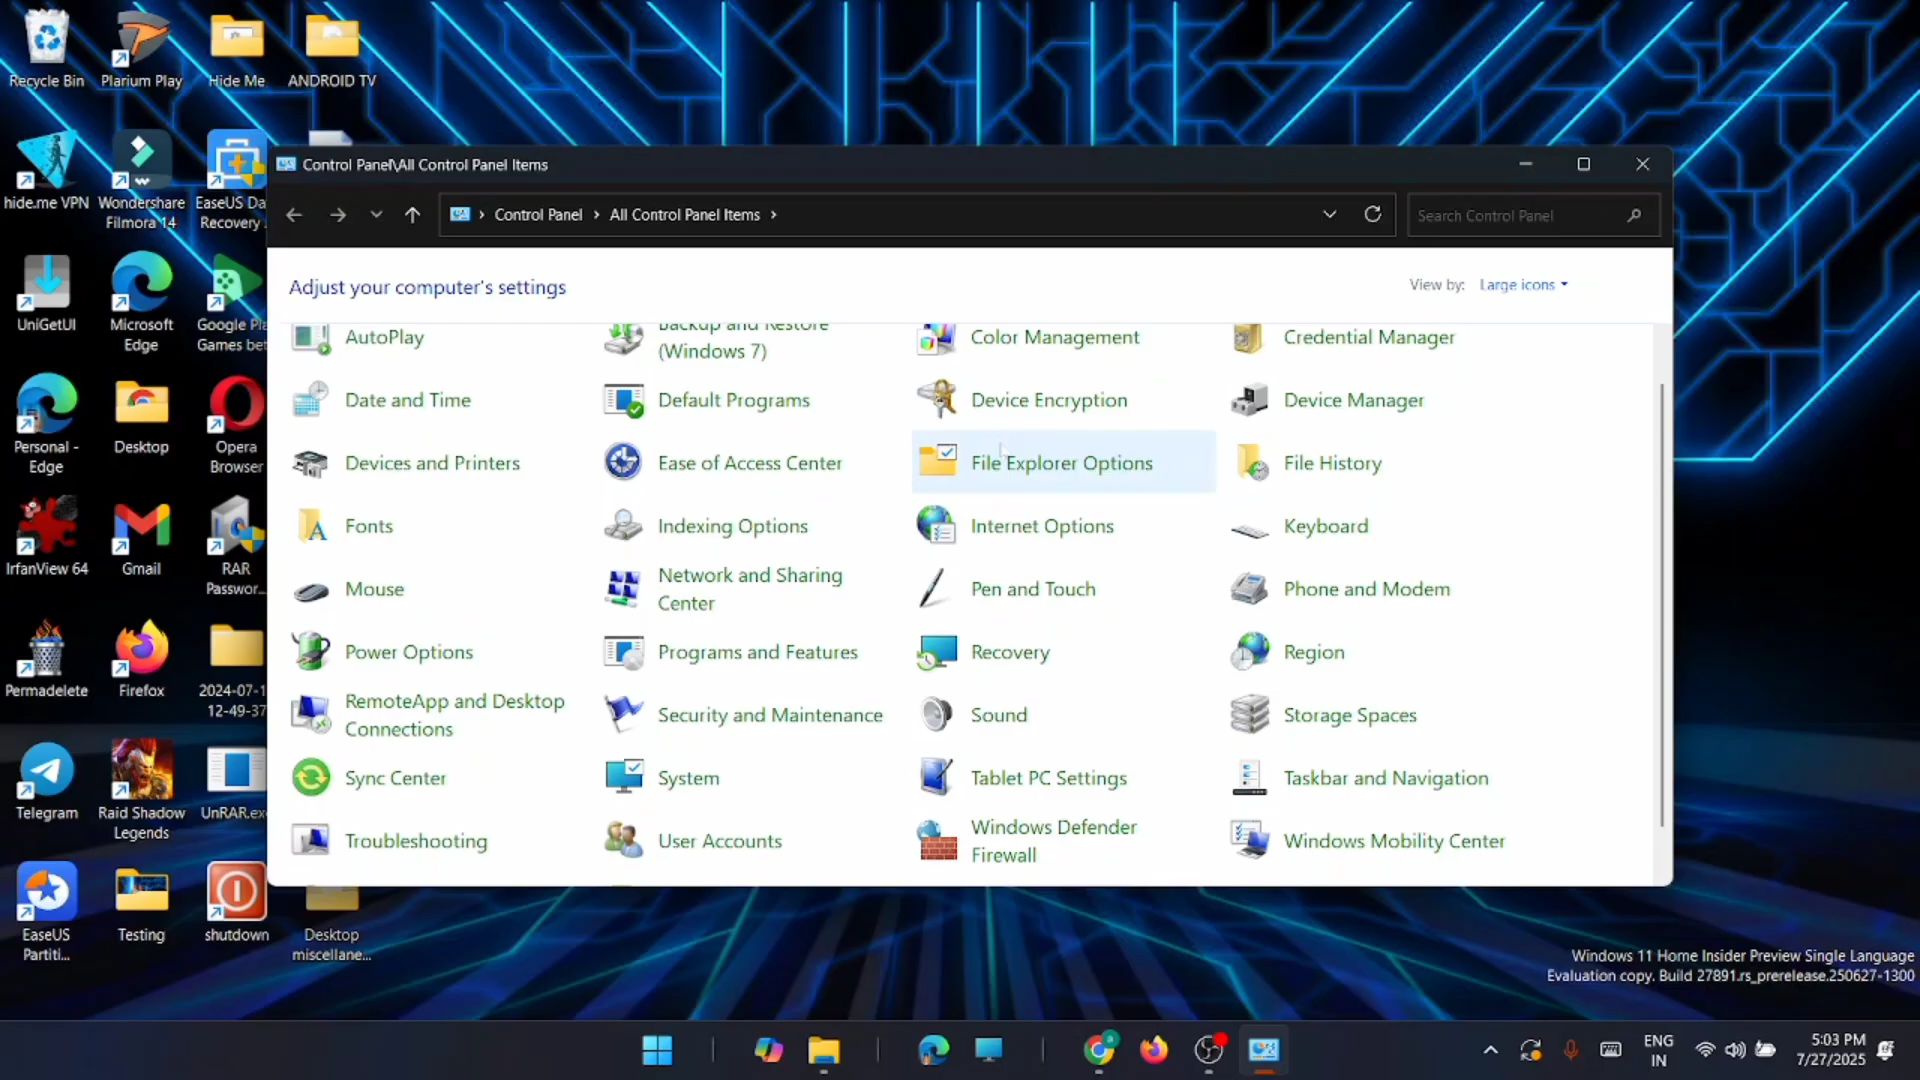 Recycle Bin
Plarium Play
Hide Me
ANDROID TV
hide.me VPN
Wondershare
Filmora 14
EaseUS Da
Recovery
UniGetUI
Microsoft
Edge
Google Pl
Games bet
Personal -
Edge
Desktop
Opera
Browser
IrfanView 64
Gmail
RAR
Passwor...
Permadelete
Firefox
2024-07-1
12-49-37
Telegram
Raid Shadow
Legends
UnRAR.exe
EaseUS
Partiti...
Testing
shutdown
Desktop
miscellane...
Control Panel\All Control Panel Items
Control Panel > All Control Panel Items >
Search Control Panel
Adjust your computer's settings
View by: Large icons
AutoPlay
Backup and Restore
(Windows 7)
Color Management
Credential Manager
Date and Time
Default Programs
Device Encryption
Device Manager
Devices and Printers
Ease of Access Center
File Explorer Options
File History
Fonts
Indexing Options
Internet Options
Keyboard
Mouse
Network and Sharing
Center
Pen and Touch
Phone and Modem
Power Options
Programs and Features
Recovery
Region
RemoteApp and Desktop
Connections
Security and Maintenance
Sound
Storage Spaces
Sync Center
System
Tablet PC Settings
Taskbar and Navigation
Troubleshooting
User Accounts
Windows Defender
Firewall
Windows Mobility Center
Windows 11 Home Insider Preview Single Language
Evaluation copy. Build 27891.rs_prerelease.250627-1300
ENG
IN
5:03 PM
7/27/2025